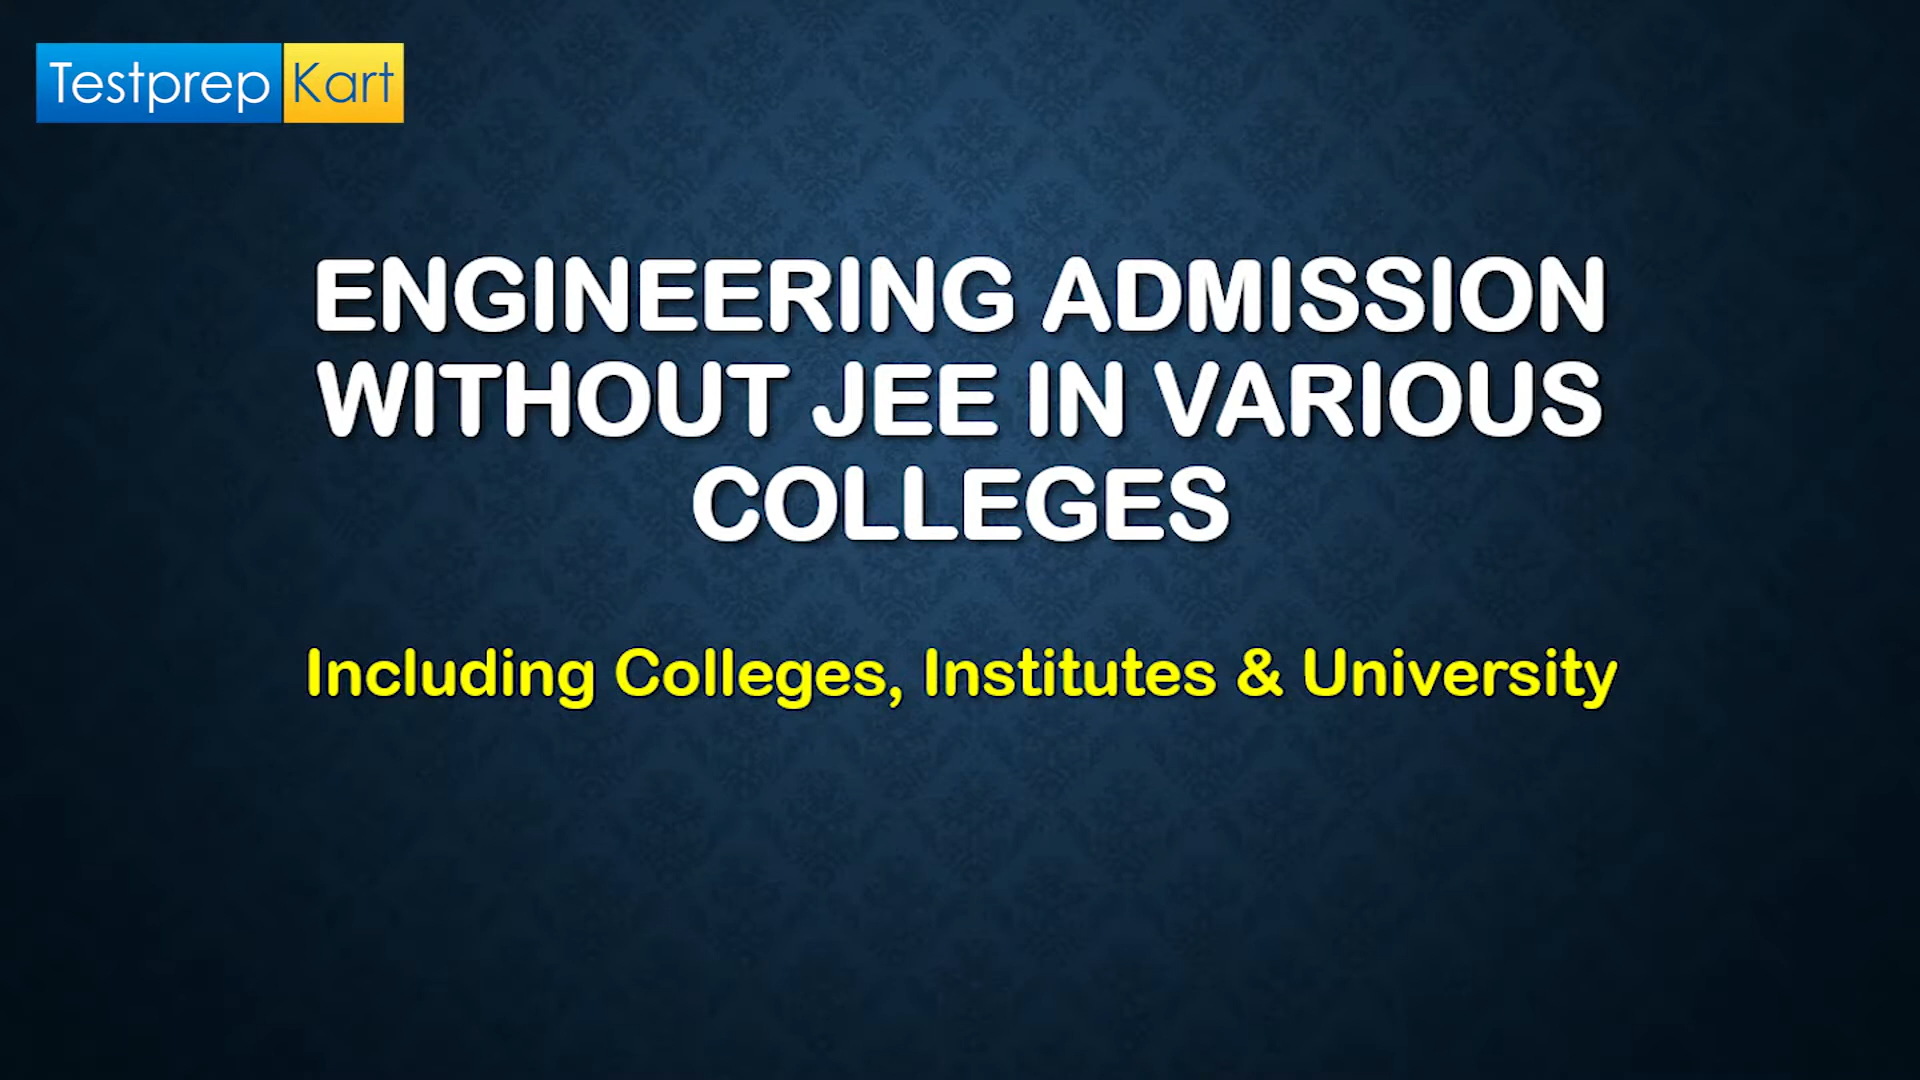 Testprep Kart
ENGINEERING ADMISSION
WITHOUT JEE IN VARIOUS
COLLEGES
Including Colleges, Institutes & University